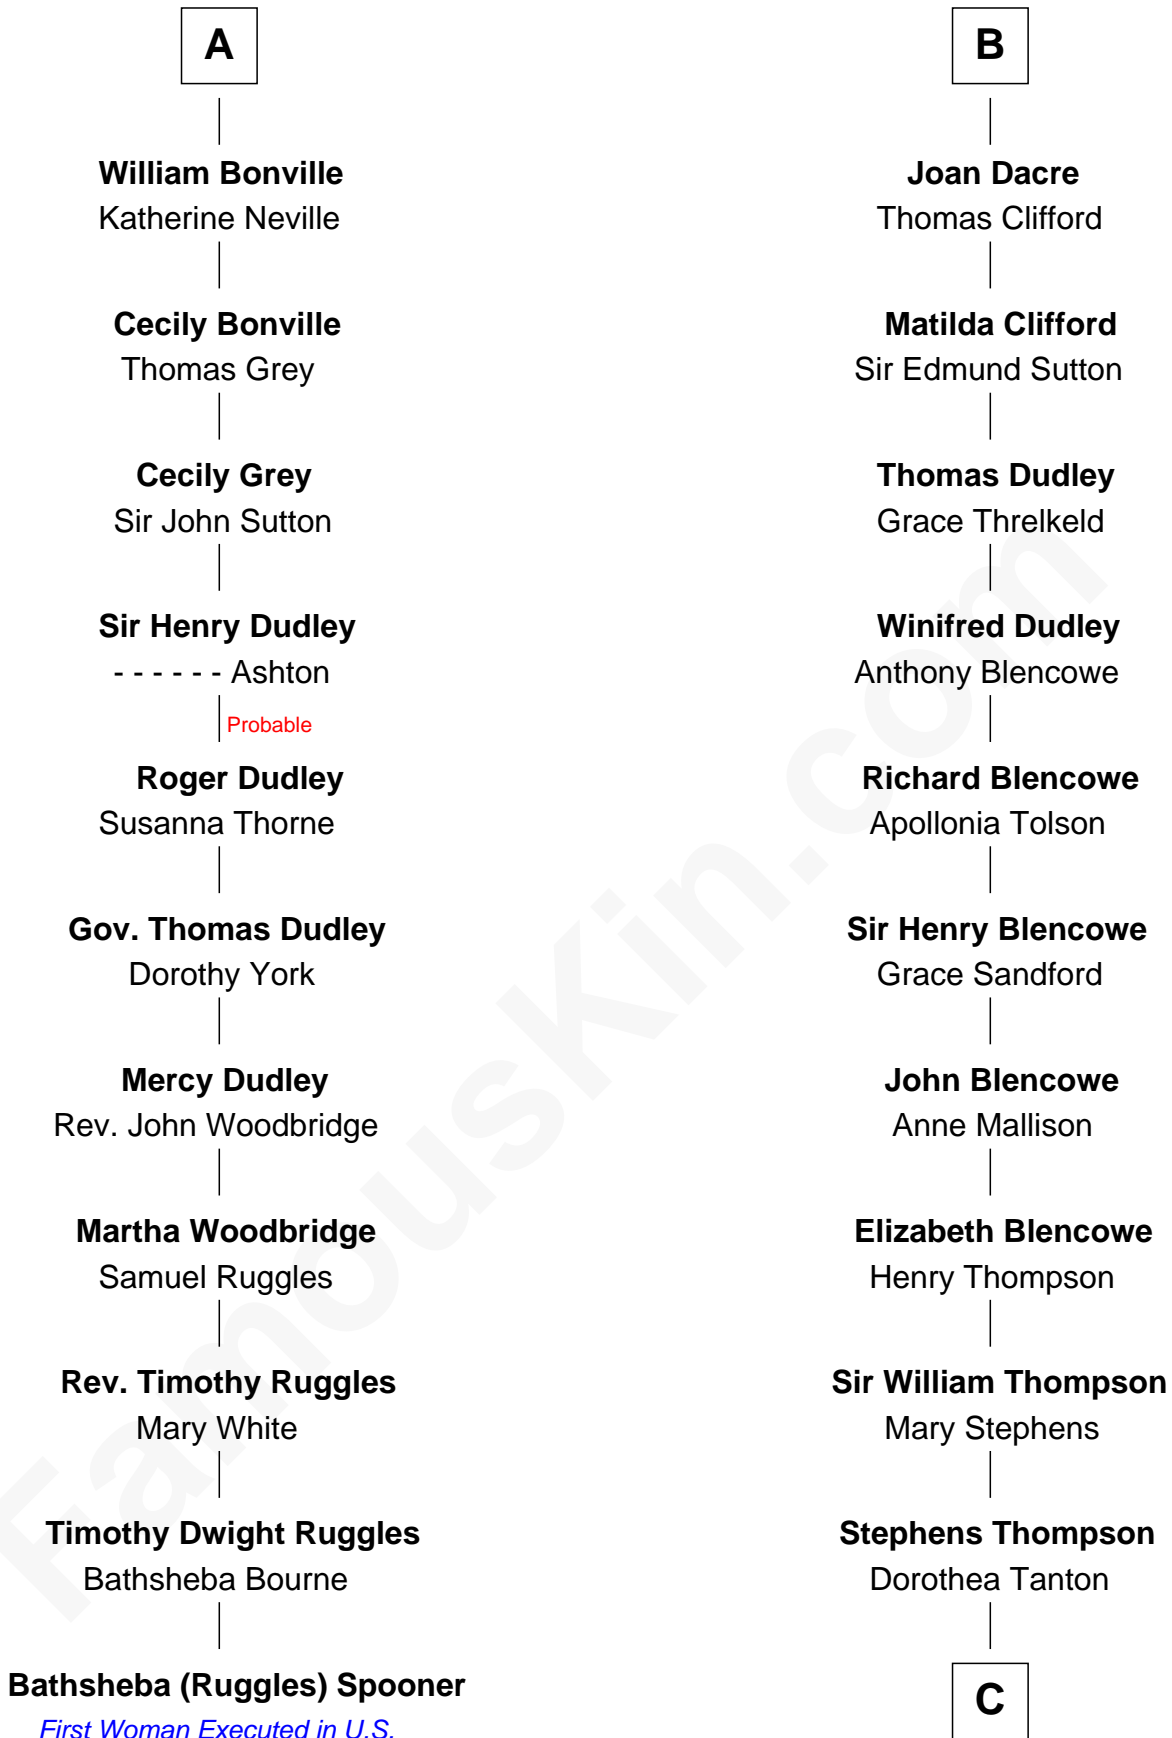 A
William Bonville
Katherine Neville
Cecily Bonville
Thomas Grey
Cecily Grey
Sir John Sutton
Sir Henry Dudley
- - - - - - Ashton
Probable
Roger Dudley
Susanna Thorne
Gov. Thomas Dudley
Dorothy York
Mercy Dudley
Rev. John Woodbridge
Martha Woodbridge
Samuel Ruggles
Rev. Timothy Ruggles
Mary White
Timothy Dwight Ruggles
Bathsheba Bourne
Bathsheba (Ruggles) Spooner
First Woman Executed in U.S.
B
Joan Dacre
Thomas Clifford
Matilda Clifford
Sir Edmund Sutton
Thomas Dudley
Grace Threlkeld
Winifred Dudley
Anthony Blencowe
Richard Blencowe
Apollonia Tolson
Sir Henry Blencowe
Grace Sandford
John Blencowe
Anne Mallison
Elizabeth Blencowe
Henry Thompson
Sir William Thompson
Mary Stephens
Stephens Thompson
Dorothea Tanton
C
FamousKin.com